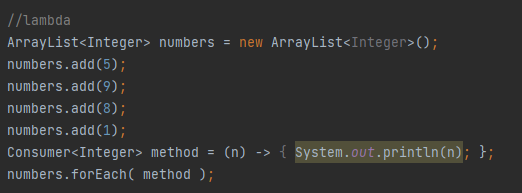 //lambda
ArrayList<Integer> numbers = new ArrayList<Integer>();
numbers.add(5);
numbers.add(9);
numbers.add(8);
numbers.add(1);
Consumer<Integer> method = (n) -> { System.out.println(n); };
numbers.forEach( method );